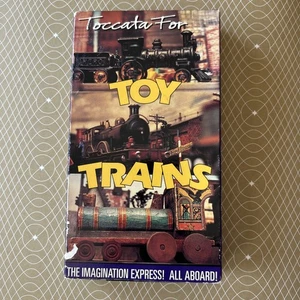 Toccata For
TOY
TRAINS
THE IMAGINATION EXPRESS! ALL ABOARD!